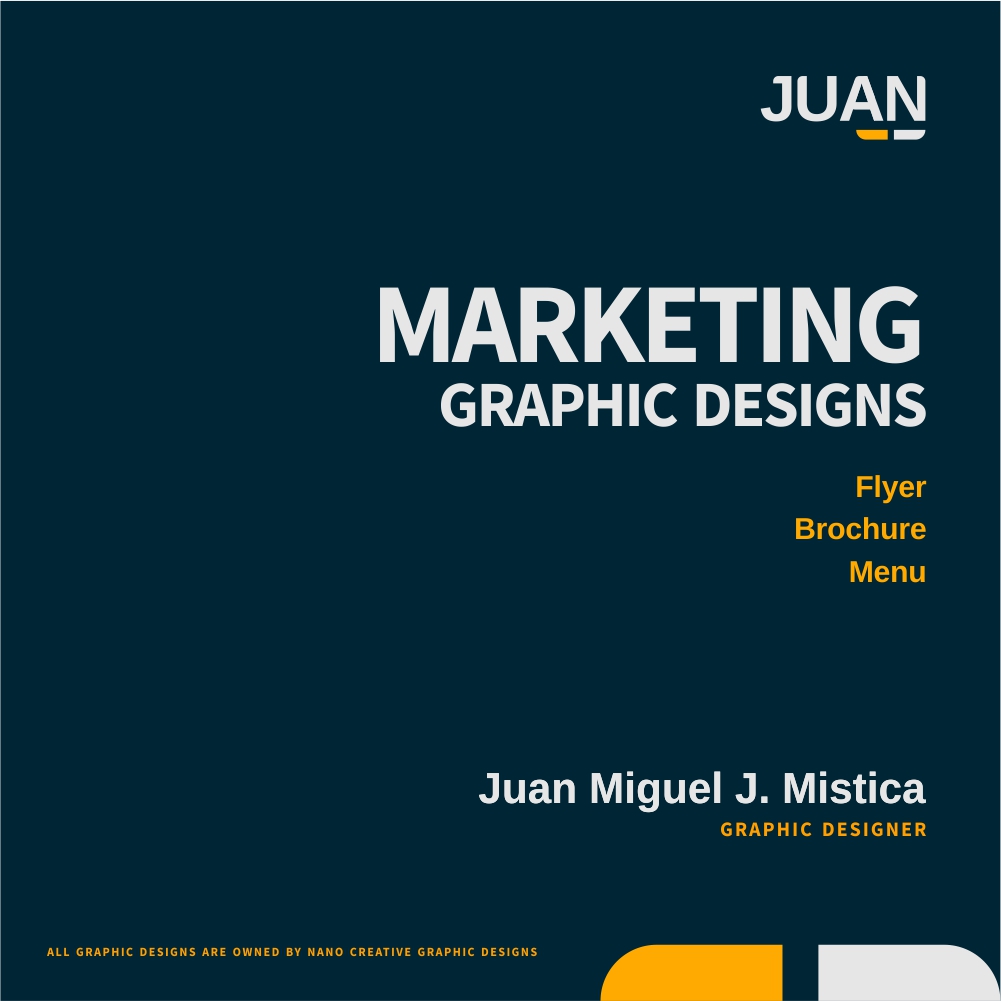 JUAN
MARKETING
GRAPHIC DESIGNS
Flyer
Brochure
Menu
Juan Miguel J. Mistica
GRAPHIC DESIGNER
ALL GRAPHIC DESIGNS ARE OWNED BY NANO CREATIVE GRAPHIC DESIGNS